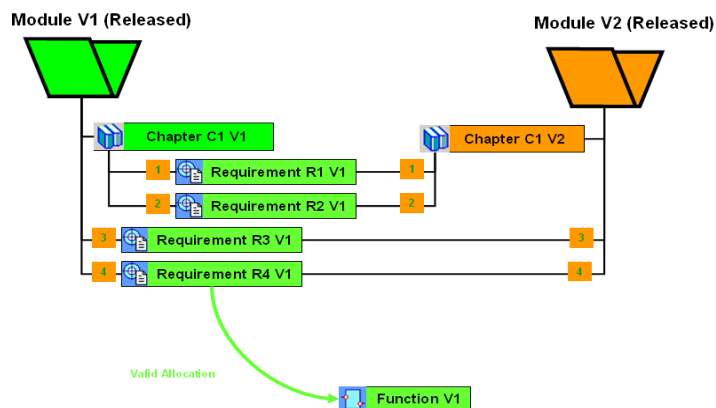 Module V1 (Released)
Module V2 (Released)
Chapter C1 V1
Chapter C1 V2
1
Requirement R1 V1
1
2
Requirement R2 V1
2
3
Requirement R3 V1
3
4
Requirement R4 V1
4
Valid Allocation
Function V1